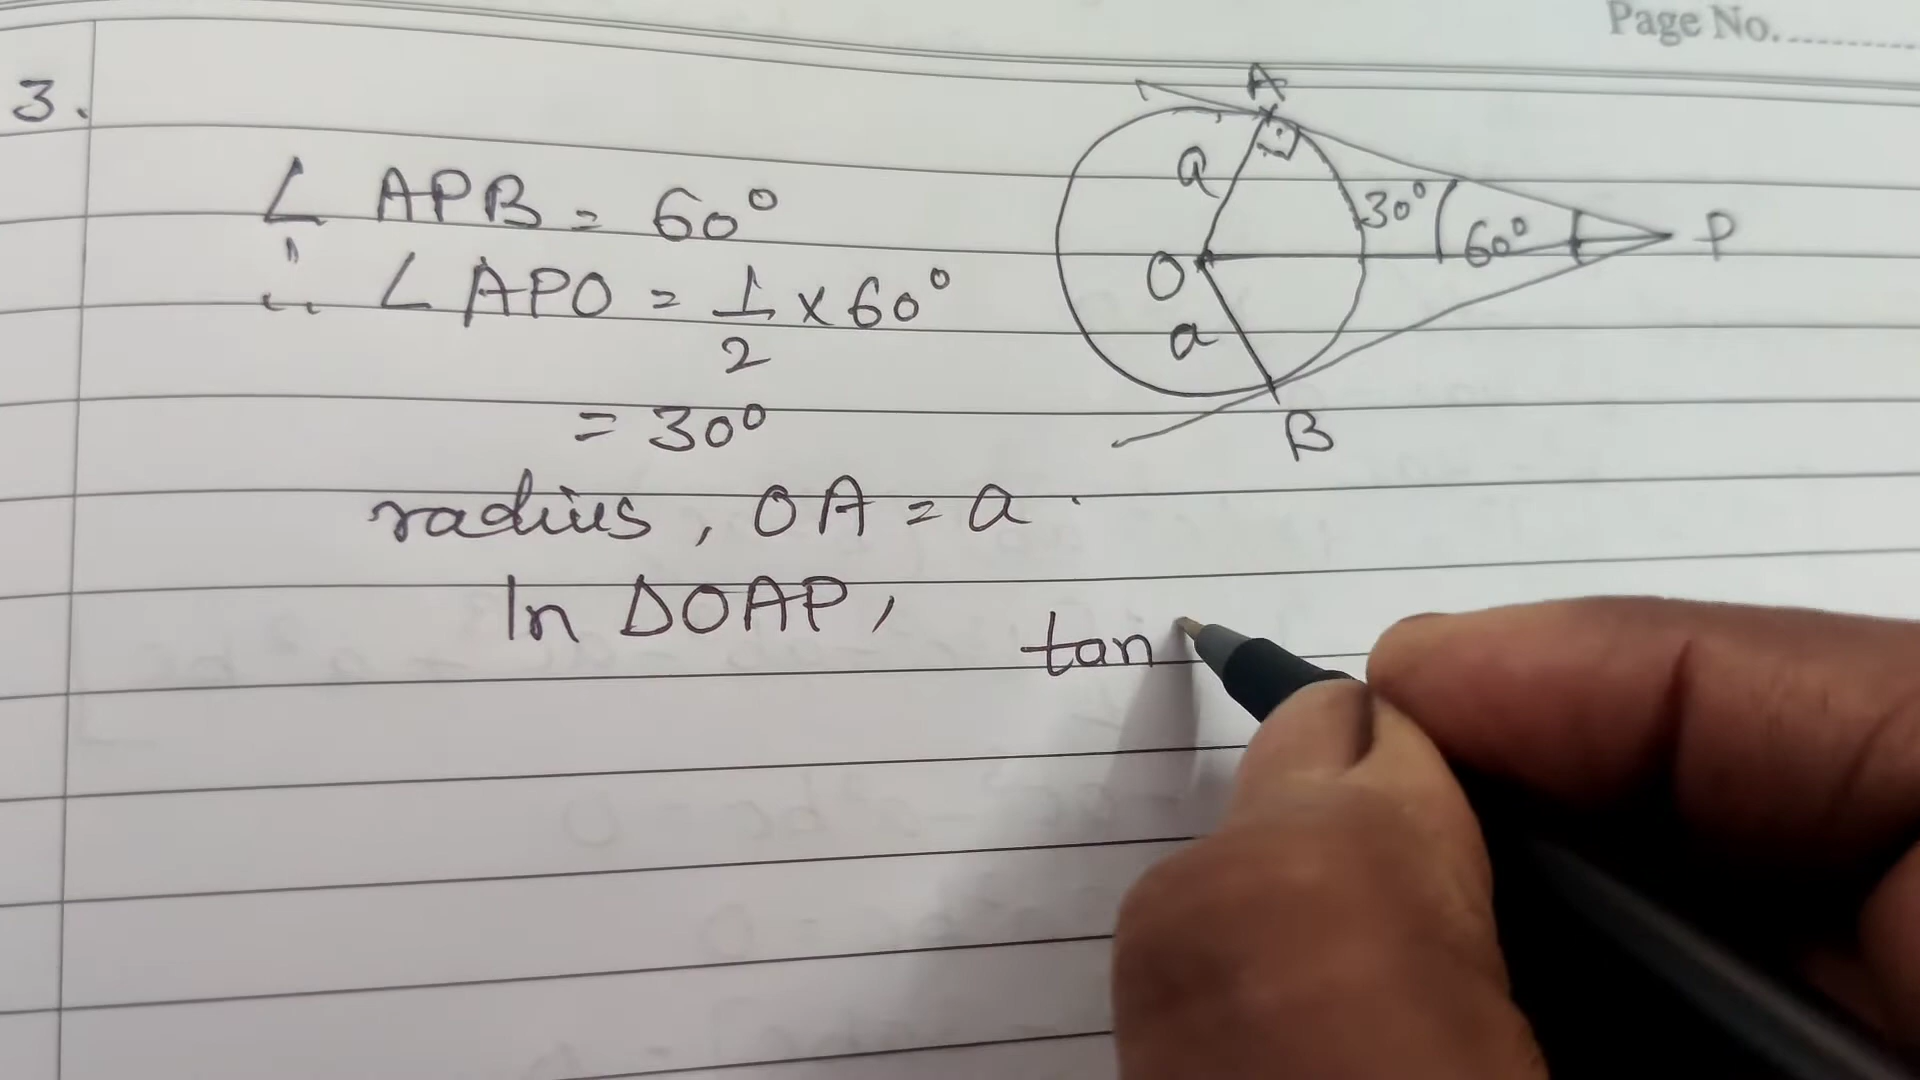 Page No.
3.
∠ APB = 60°
∴ ∠ APO = 1/2 × 60°
= 30°
radius, OA = a.
In ΔOAP, tan
A
a
30°
60°
P
O
a
B